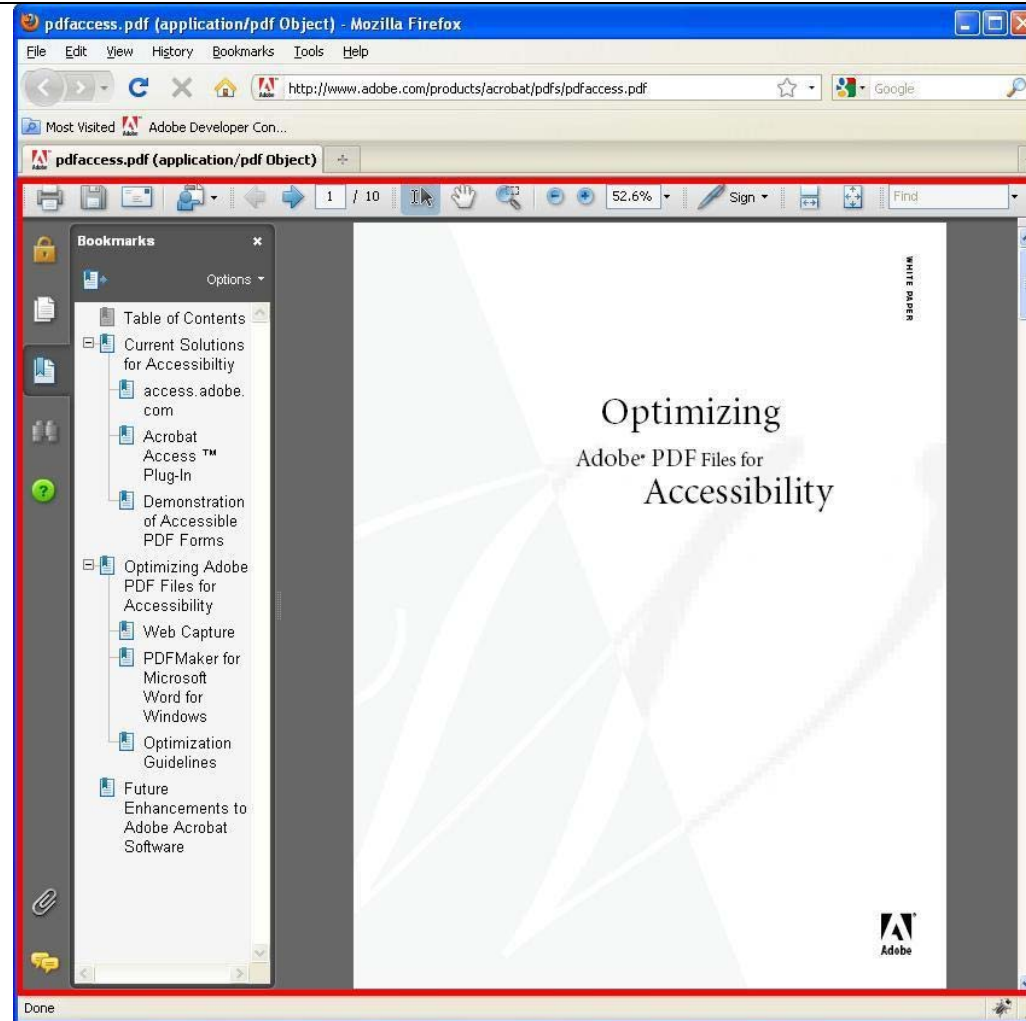 pdfaccess.pdf (application/pdf Object) - Mozilla Firefox
File Edit View History Bookmarks Tools Help
http://www.adobe.com/products/acrobat/pdfs/pdfaccess.pdf Google
Most Visited Adobe Developer Con...
pdfaccess.pdf (application/pdf Object)
1 / 10 52.6% Sign Find
Bookmarks
Options
Table of Contents
Current Solutions
for Accessibiltiy
access.adobe.
com
Acrobat
Access ™
Plug-In
Demonstration
of Accessible
PDF Forms
Optimizing Adobe
PDF Files for
Accessibility
Web Capture
PDFMaker for
Microsoft
Word for
Windows
Optimization
Guidelines
Future
Enhancements to
Adobe Acrobat
Software
WHITE PAPER
Optimizing
Adobe® PDF Files for
Accessibility
Adobe
Done